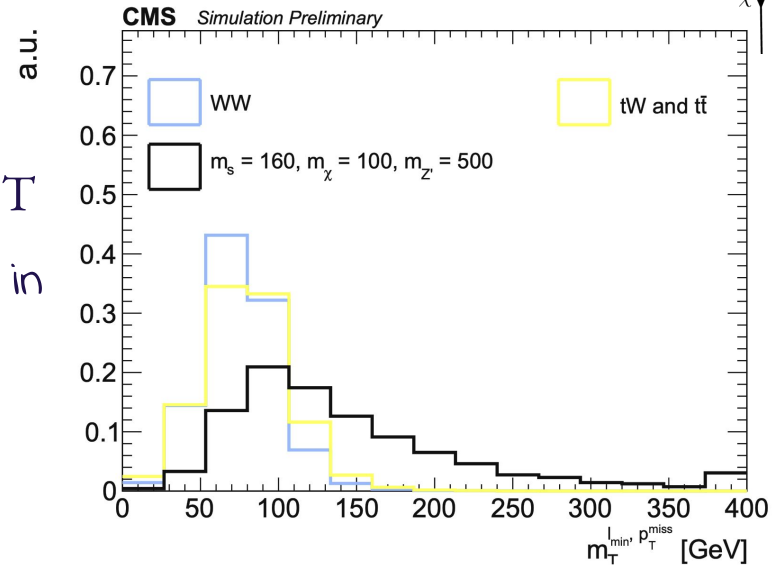 CMS Simulation Preliminary
χ
a.u.
0.7
WW
tW and tt̄
0.6
m_s = 160, m_χ = 100, m_Z' = 500
0.5
T
0.4
in
0.3
0.2
0.1
0
0 50 100 150 200 250 300 350 400
m_T^{l_min, p_T^miss} [GeV]